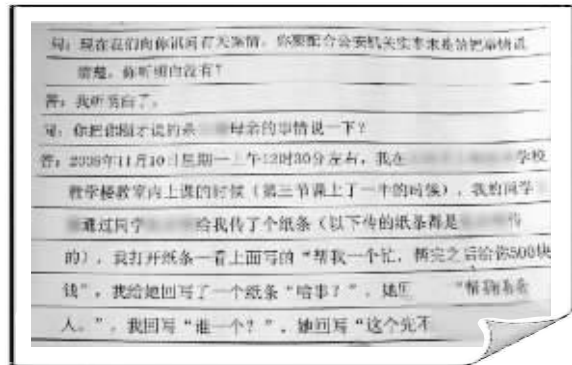 问：现在我们向你讯问有关案情，你要配合公安机关实事求是的把事情说
清楚，你听明白没有？
答：我听明白了。
问：你把你刚才说的杀 母亲的事情说一下？
答：2008年11月10日星期一上午12时30分左右，我在 学校
教学楼教室内上课的时候（第三节课上了一半的时候），我的同学
通过同学 给我传了个纸条（以下传的纸条都是 传
的），我打开纸条一看上面写的“帮我一个忙，搞完之后给你500块
钱”，我给她回写了一个纸条“啥事？”，她回 “帮我杀
人。”，我回写“谁一个？”，她回写“这个先不